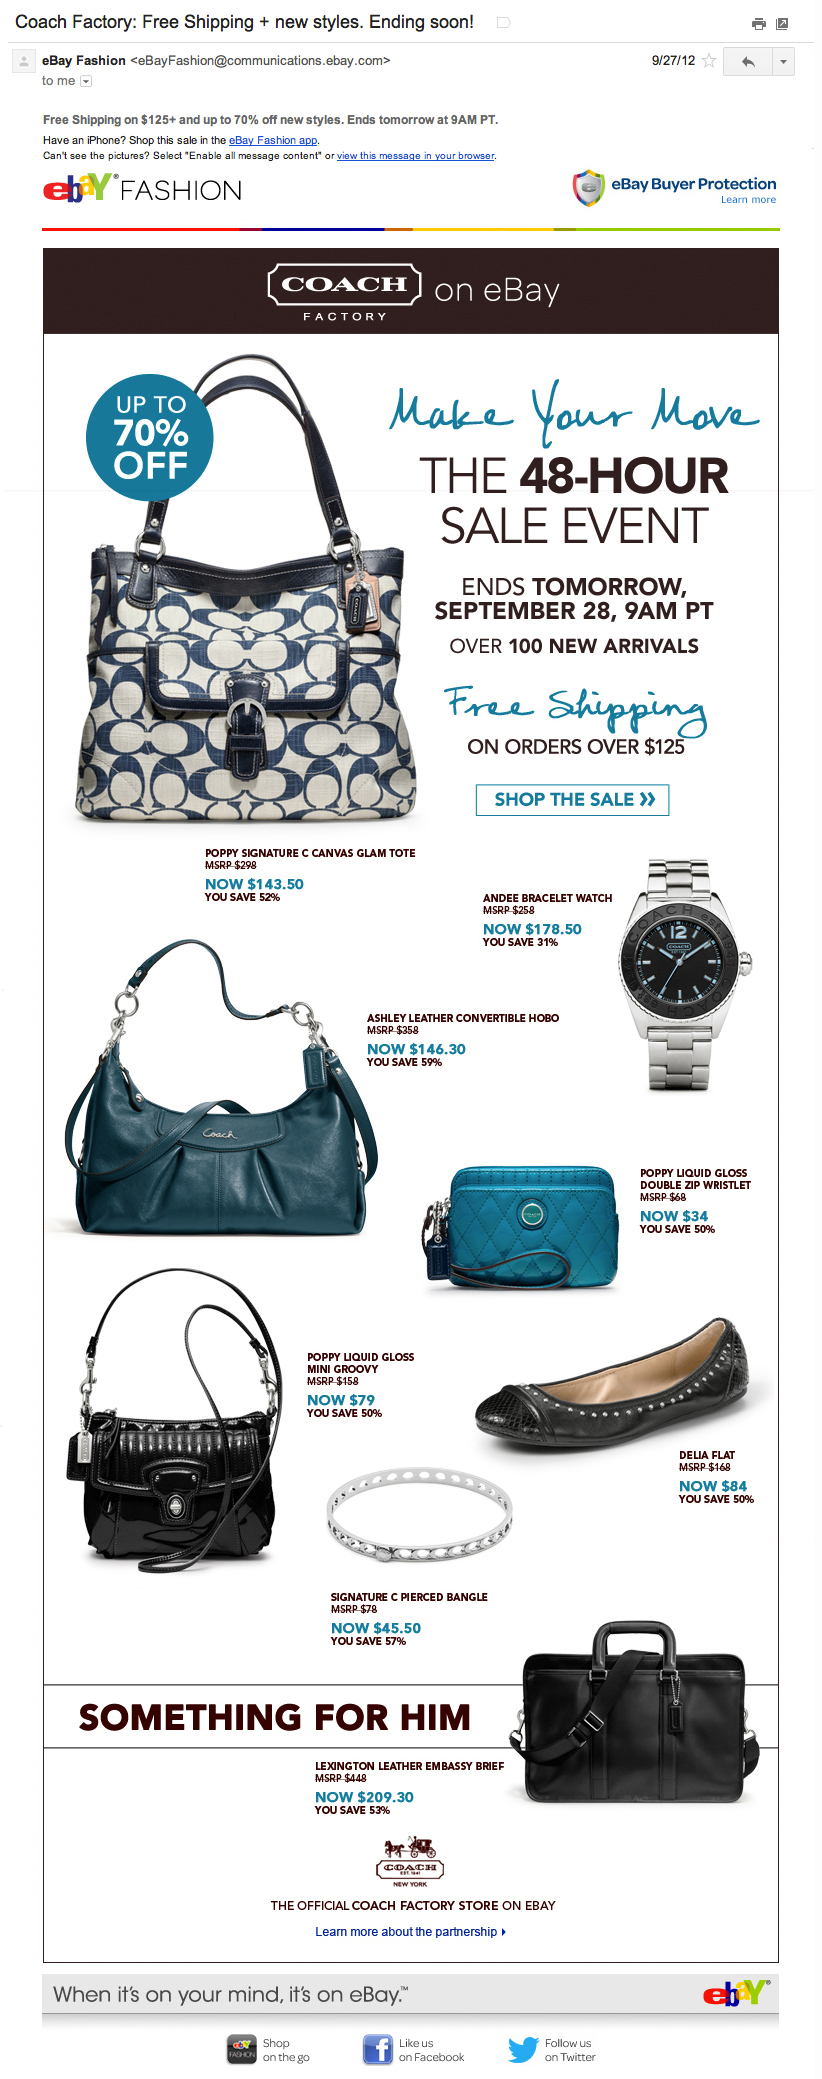 Coach Factory: Free Shipping + new styles. Ending soon!
eBay Fashion <eBayFashion@communications.ebay.com>
9/27/12
to me
Free Shipping on $125+ and up to 70% off new styles. Ends tomorrow at 9AM PT.
Have an iPhone? Shop this sale in the eBay Fashion app.
Can't see the pictures? Select "Enable all message content" or view this message in your browser.
ebaY® FASHION
eBay Buyer Protection
Learn more
COACH on eBay
FACTORY
UP TO
70%
OFF
Make Your Move
THE 48-HOUR
SALE EVENT
ENDS TOMORROW,
SEPTEMBER 28, 9AM PT
OVER 100 NEW ARRIVALS
Free Shipping
ON ORDERS OVER $125
SHOP THE SALE »
COACH
POPPY SIGNATURE C CANVAS GLAM TOTE
MSRP $298
NOW $143.50
YOU SAVE 52%
ANDEE BRACELET WATCH
MSRP $258
NOW $178.50
YOU SAVE 31%
COACH
12
COACH
ASHLEY LEATHER CONVERTIBLE HOBO
MSRP $358
NOW $146.30
YOU SAVE 59%
Coach
POPPY LIQUID GLOSS
DOUBLE ZIP WRISTLET
MSRP $68
NOW $34
YOU SAVE 50%
POPPY LIQUID GLOSS
MINI GROOVY
MSRP $158
NOW $79
YOU SAVE 50%
DELIA FLAT
MSRP $168
NOW $84
YOU SAVE 50%
SIGNATURE C PIERCED BANGLE
MSRP $78
NOW $45.50
YOU SAVE 57%
SOMETHING FOR HIM
LEXINGTON LEATHER EMBASSY BRIEF
MSRP $448
NOW $209.30
YOU SAVE 53%
COACH
EST. 1941
NEW YORK
THE OFFICIAL COACH FACTORY STORE ON EBAY
Learn more about the partnership
When it's on your mind, it's on eBay.™
ebaY®
ebaY
FASHION
Shop
on the go
f
Like us
on Facebook
Follow us
on Twitter